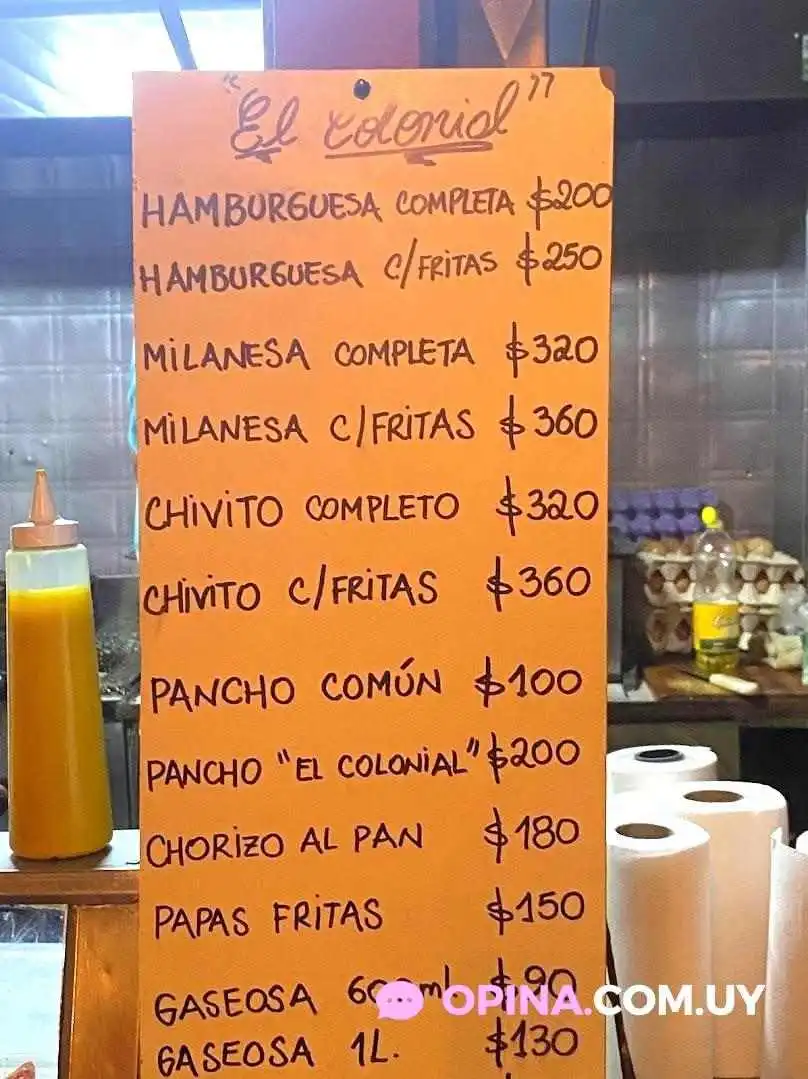 "El Colonial"
HAMBURGUESA COMPLETA $200
HAMBURGUESA C/FRITAS $250
MILANESA COMPLETA $320
MILANESA C/FRITAS $360
CHIVITO COMPLETO $320
CHIVITO C/FRITAS $360
PANCHO COMÚN $100
PANCHO "EL COLONIAL" $200
CHORIZO AL PAN $180
PAPAS FRITAS $150
GASEOSA 600ml $90
OPINA.COM.UY
GASEOSA 1L. $130